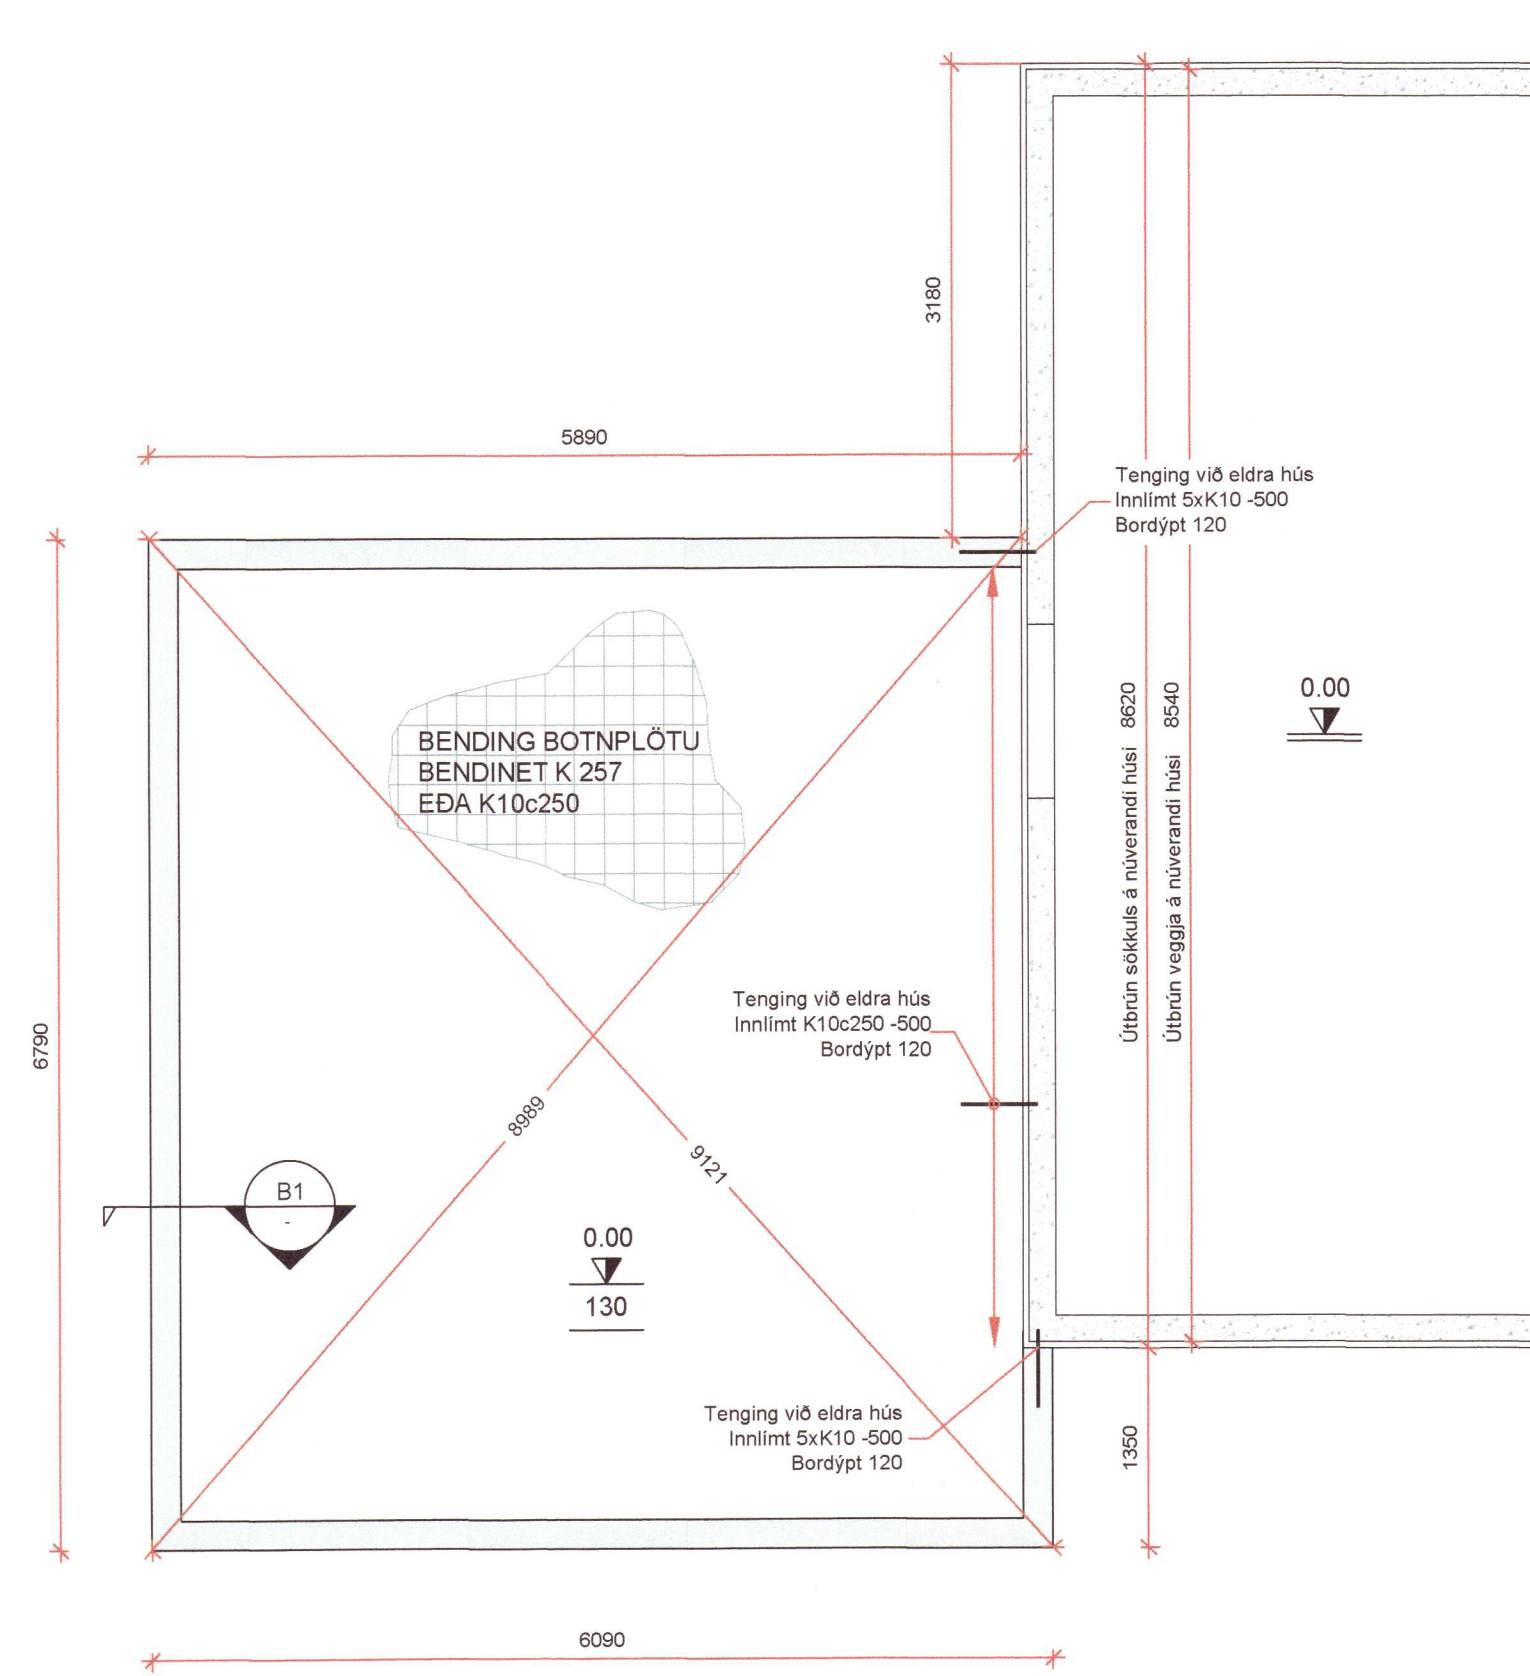 3180
5890
Tenging við eldra hús
Innlímt 5xK10 -500
Bordýpt 120
BENDING BOTNPLÖTU
BENDINET K 257
EÐA K10c250
Útbrún sökkuls á núverandi húsi 8620
Útbrún veggja á núverandi húsi 8540
0.00
6790
Tenging við eldra hús
Innlímt K10c250 -500
Bordýpt 120
8989
9121
B1
-
0.00
130
Tenging við eldra hús
Innlímt 5xK10 -500
Bordýpt 120
1350
6090